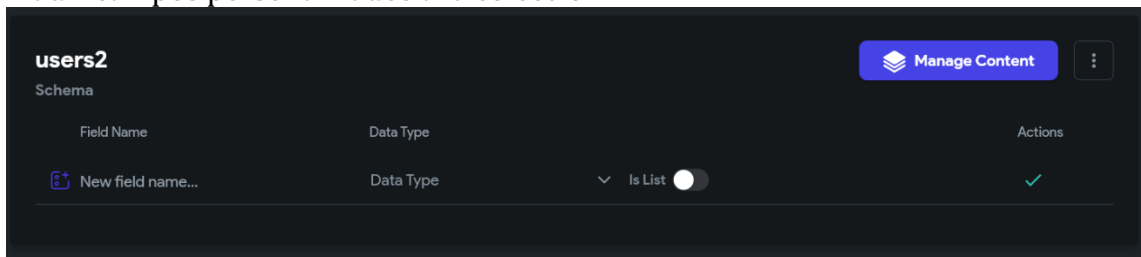 users2
Manage Content
Schema
Field Name Data Type Actions
New field name... Data Type Is List